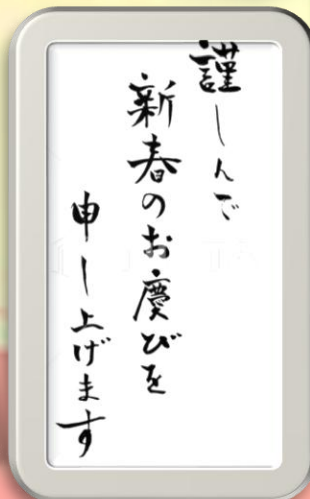 謹しんで
新春のお慶びを
申し上げます